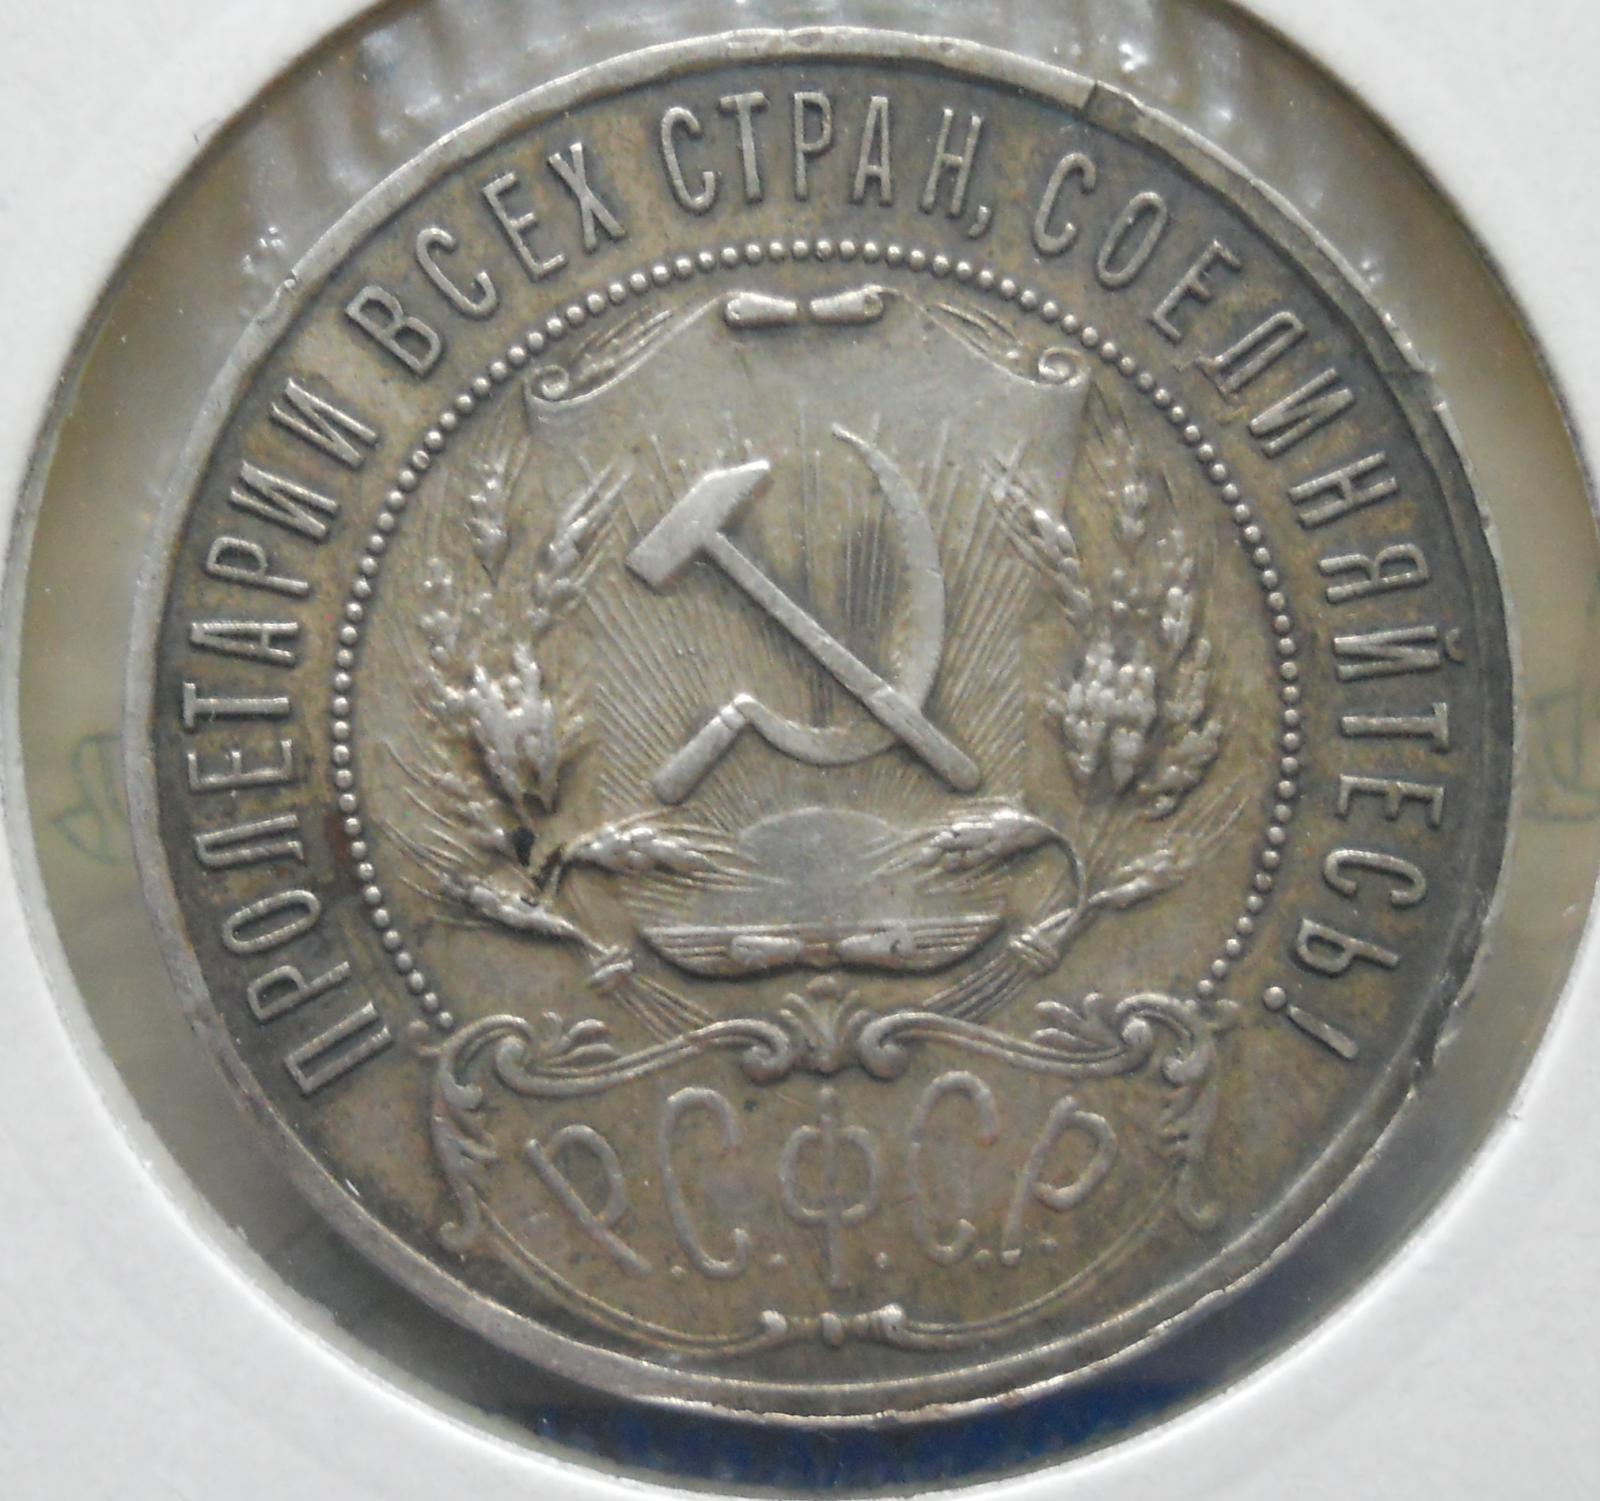 ПРОЛЕТАРИИ ВСЕХ СТРАН, СОЕДИНЯЙТЕСЬ!
Р.С.Ф.С.Р.